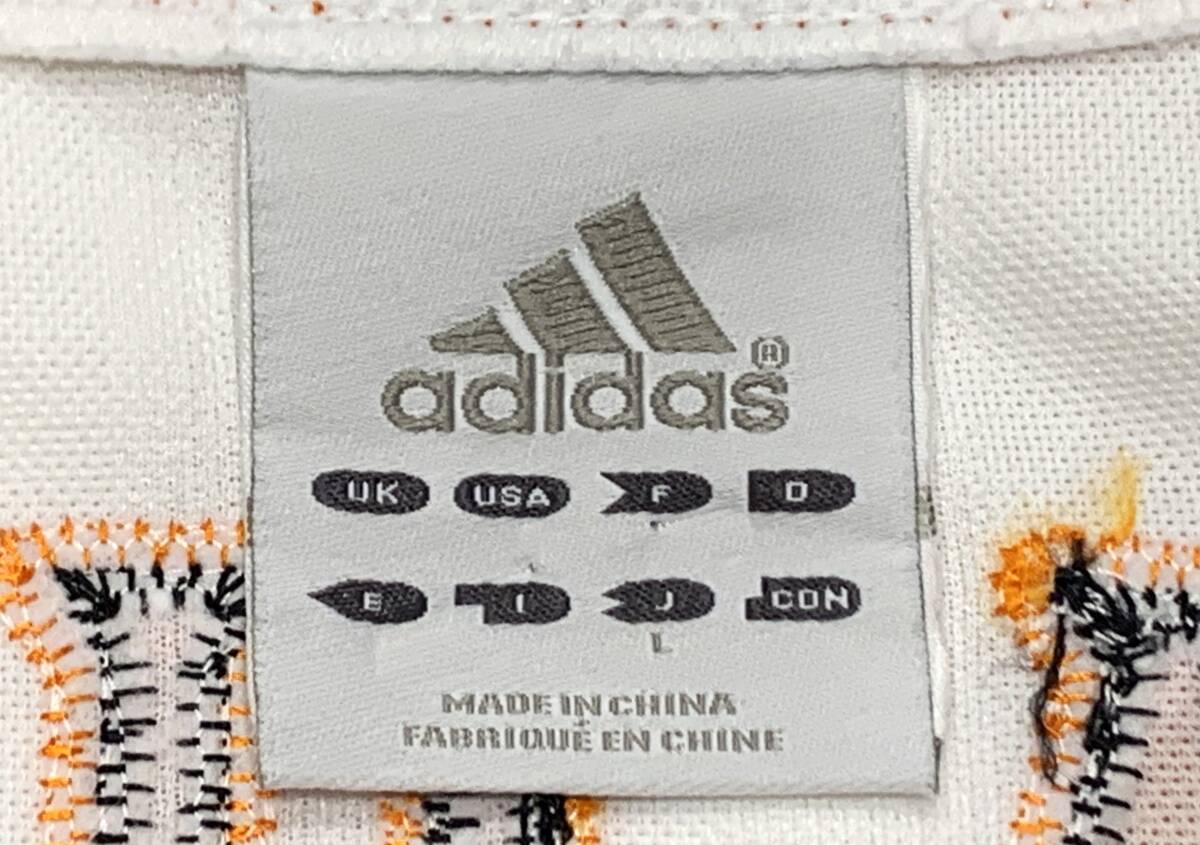 adidas®
UK USA F D
E I J CON
L
MADE IN CHINA
FABRIQUÉ EN CHINE